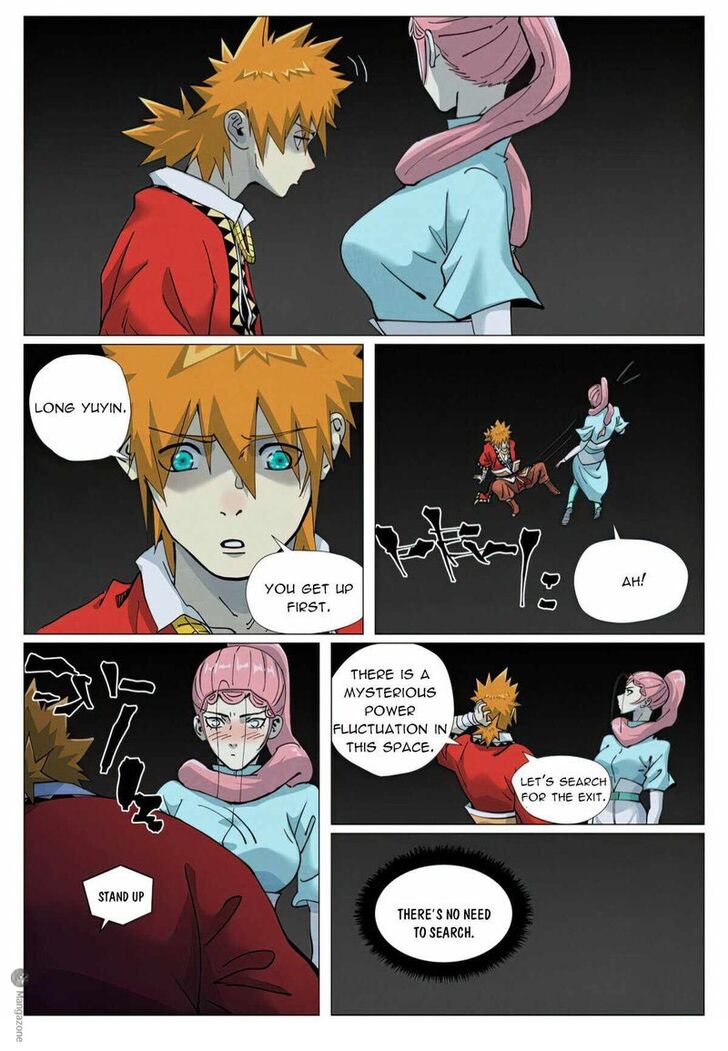 LONG YUYIN.
YOU GET UP
FIRST.
AH!
STAND UP
THERE IS A
MYSTERIOUS
POWER
FLUCTUATION IN
THIS SPACE.
LET'S SEARCH
FOR THE EXIT.
THERE'S NO NEED
TO SEARCH.
Mangazone